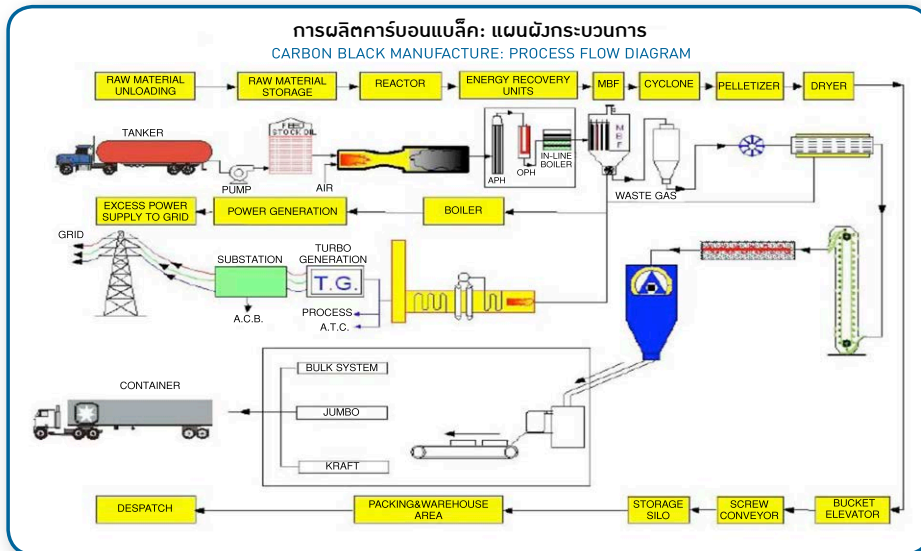 การผลิตคาร์บอนแบล็ค: แผนผังกระบวนการ
CARBON BLACK MANUFACTURE: PROCESS FLOW DIAGRAM
RAW MATERIAL
UNLOADING
RAW MATERIAL
STORAGE
REACTOR
ENERGY RECOVERY
UNITS
MBF
CYCLONE
PELLETIZER
DRYER
TANKER
FEED
STOCK OIL
PUMP
AIR
APH
OPH
IN-LINE
BOILER
MBF
WASTE GAS
EXCESS POWER
SUPPLY TO GRID
POWER GENERATION
BOILER
GRID
SUBSTATION
TURBO
GENERATION
T.G.
PROCESS
A.T.C.
A.C.B.
CONTAINER
BULK SYSTEM
JUMBO
KRAFT
DESPATCH
PACKING&WAREHOUSE
AREA
STORAGE
SILO
SCREW
CONVEYOR
BUCKET
ELEVATOR